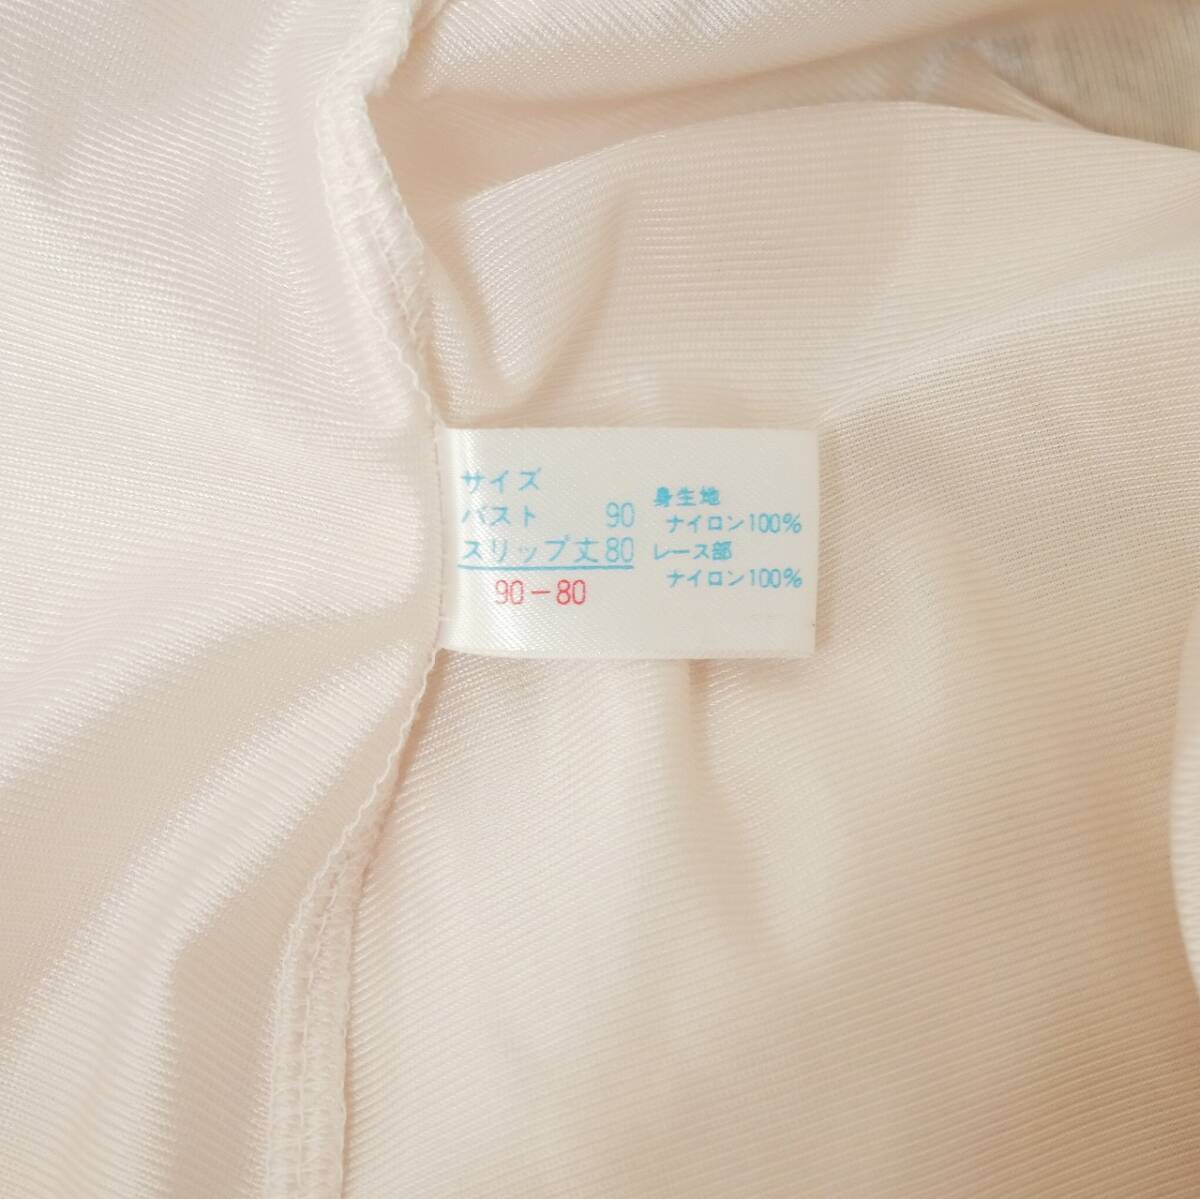 サイズ
バスト 90
スリップ丈 80
90-80
身生地
ナイロン100%
レース部
ナイロン100%